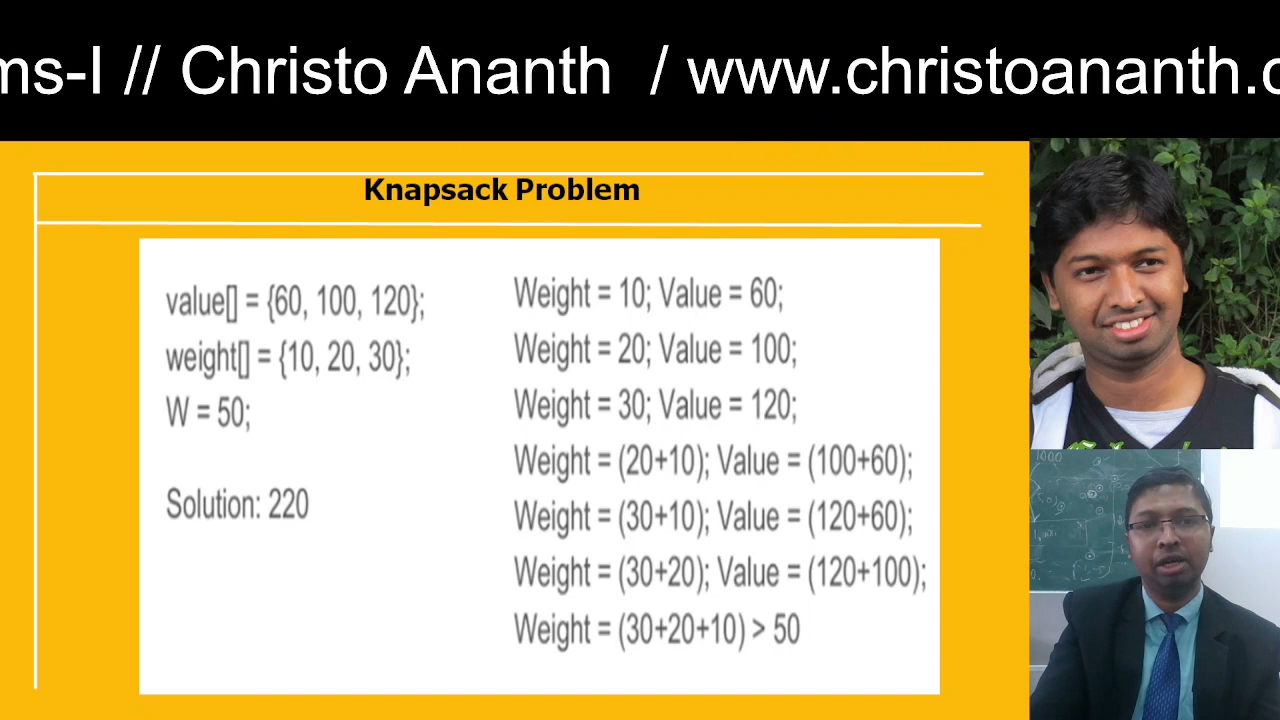 ms-I // Christo Ananth / www.christoananth.c
Knapsack Problem
value[] = {60, 100, 120};
weight[] = {10, 20, 30};
W = 50;
Solution: 220
Weight = 10; Value = 60;
Weight = 20; Value = 100;
Weight = 30; Value = 120;
Weight = (20+10); Value = (100+60);
Weight = (30+10); Value = (120+60);
Weight = (30+20); Value = (120+100);
Weight = (30+20+10) > 50
1000